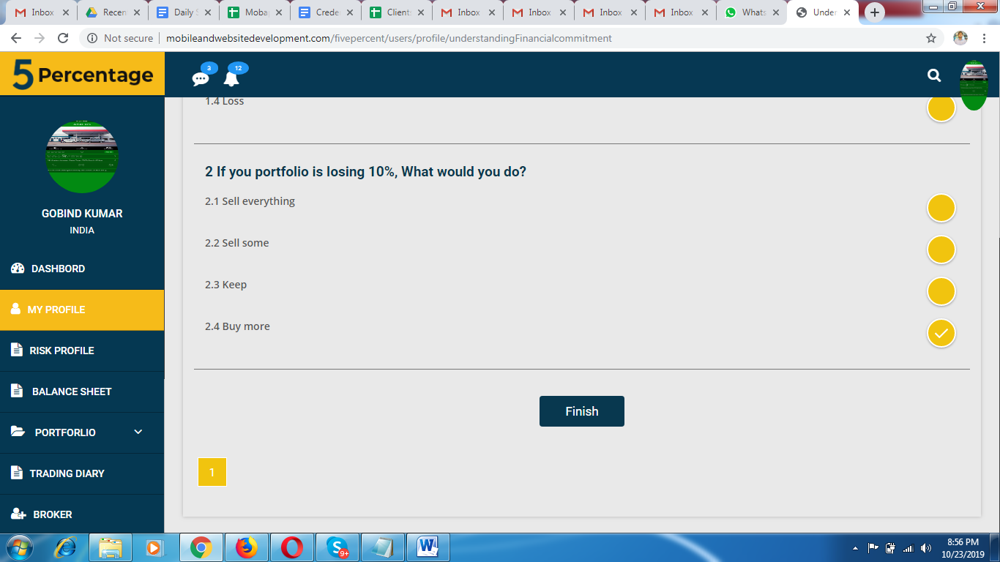 Inbox
Recen
Daily S
Moba
Crede
Client
Inbox
Inbox
Inbox
Inbox
Whats
Under
Not secure
mobileandwebsitedevelopment.com/fivepercent/users/profile/understandingFinancialcommitment
5 Percentage
3
12
GOBIND KUMAR
INDIA
DASHBORD
MY PROFILE
RISK PROFILE
BALANCE SHEET
PORTFORLIO
TRADING DIARY
BROKER
1.4 Loss
2 If you portfolio is losing 10%, What would you do?
2.1 Sell everything
2.2 Sell some
2.3 Keep
2.4 Buy more
Finish
1
9+
8:56 PM
10/23/2019